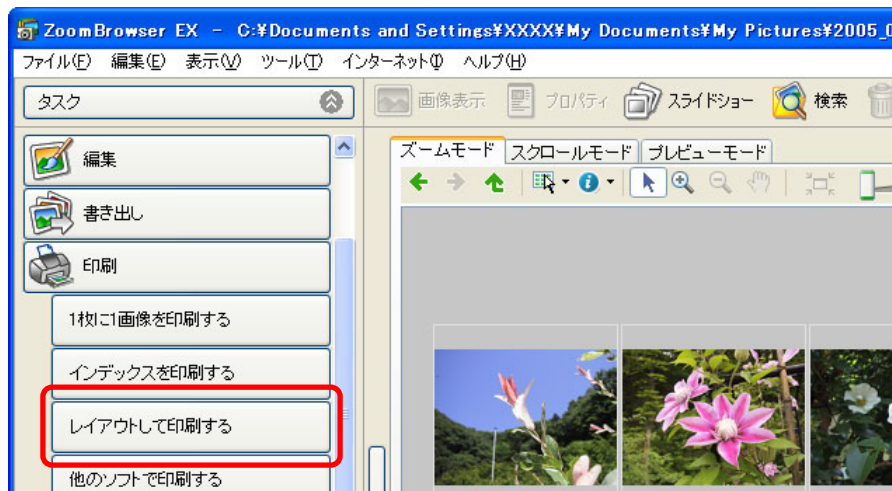 ZoomBrowser EX - C:¥Documents and Settings¥XXXX¥My Documents¥My Pictures¥2005_0
ファイル(F) 編集(E) 表示(V) ツール(T) インターネット(I) ヘルプ(H)
タスク
画像表示 プロパティ スライドショー 検索
編集
書き出し
印刷
1枚に1画像を印刷する
インデックスを印刷する
レイアウトして印刷する
他のソフトで印刷する
ズームモード スクロールモード プレビューモード